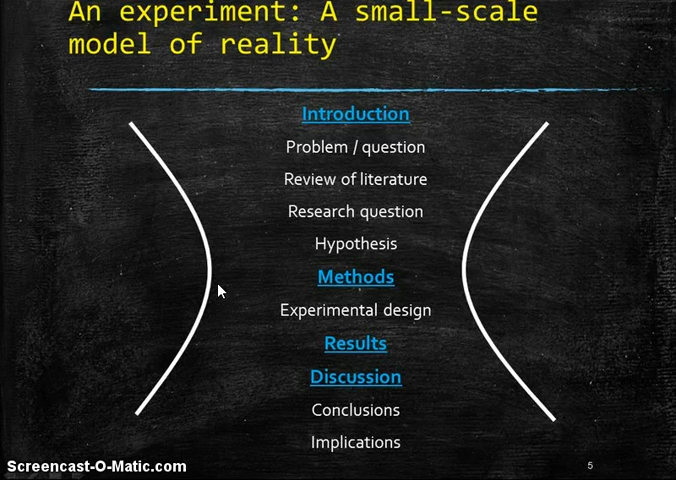 An experiment: A small-scale
model of reality
Introduction
Problem / question
Review of literature
Research question
Hypothesis
Methods
Experimental design
Results
Discussion
Conclusions
Implications
Screencast-O-Matic.com
5